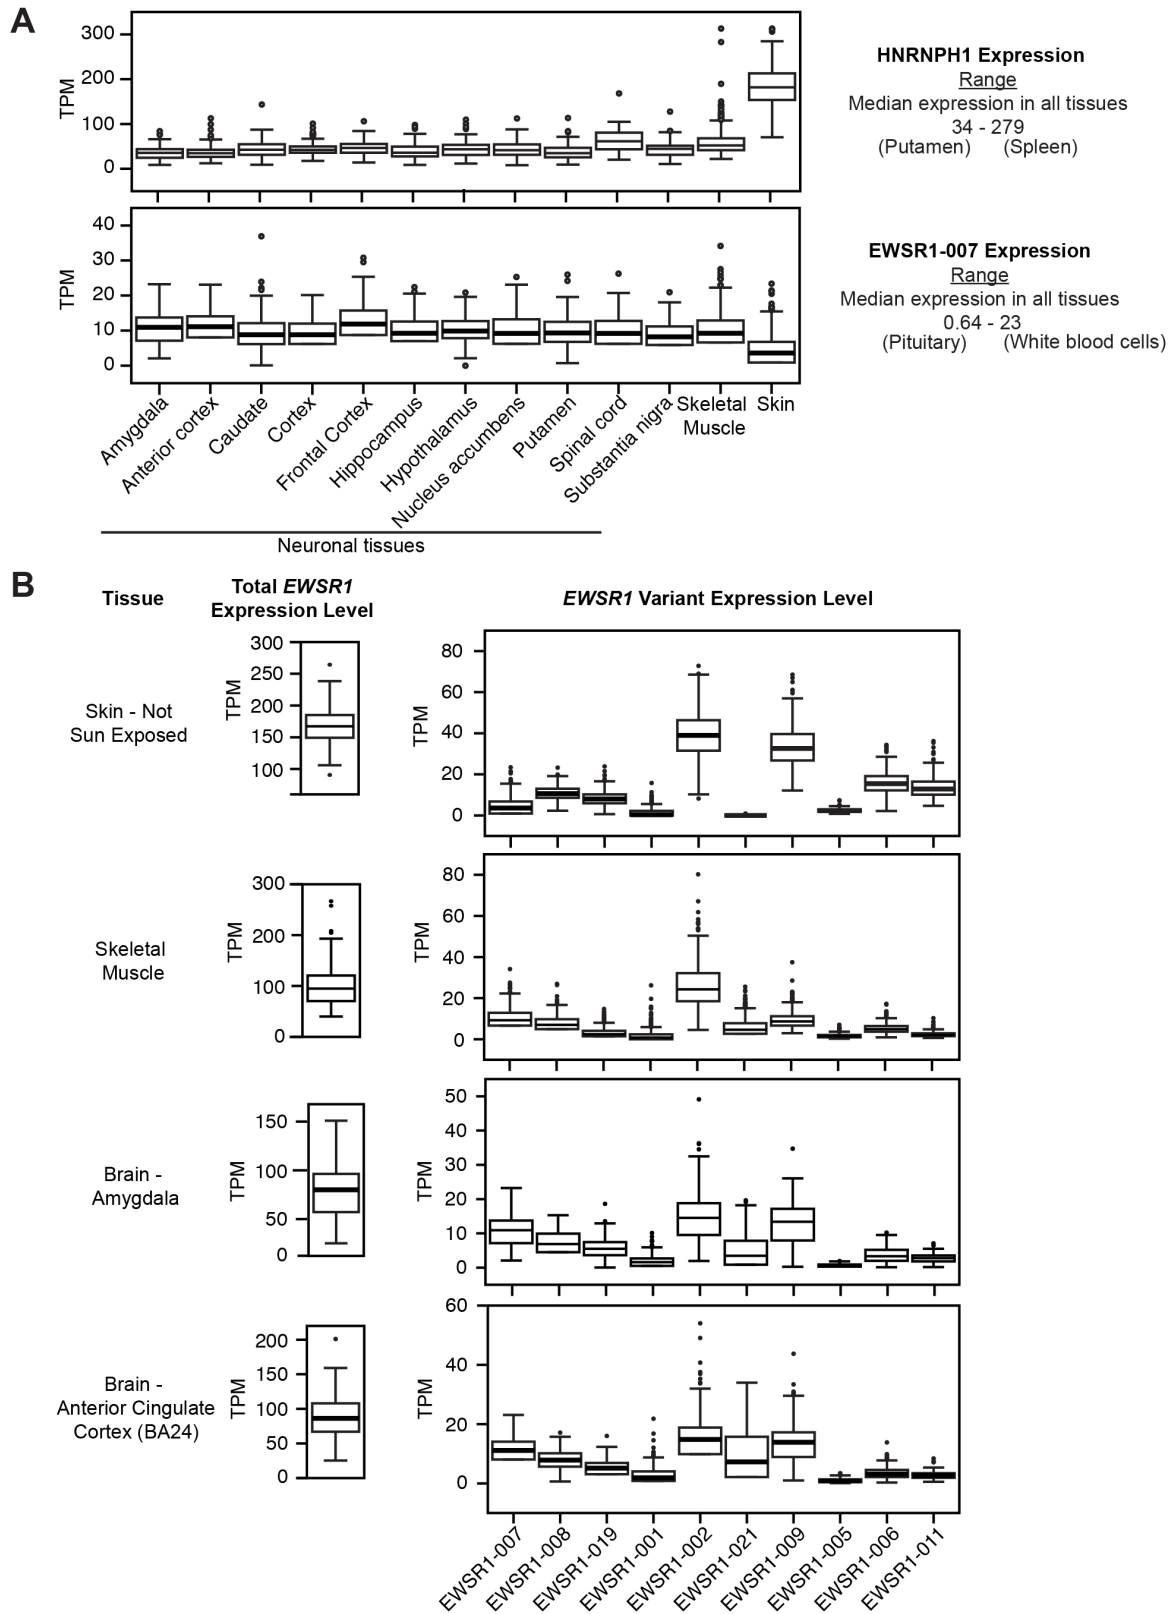 A
300
200
100
0
TPM
HNRNPH1 Expression
Range
Median expression in all tissues
34 - 279
(Putamen) (Spleen)
40
30
20
10
0
TPM
EWSR1-007 Expression
Range
Median expression in all tissues
0.64 - 23
(Pituitary) (White blood cells)
Amygdala
Anterior cortex
Caudate
Cortex
Frontal Cortex
Hippocampus
Hypothalamus
Nucleus accumbens
Putamen
Spinal cord
Substantia nigra
Skeletal
Muscle
Skin
Neuronal tissues
B
Tissue
Total EWSR1
Expression Level
EWSR1 Variant Expression Level
Skin - Not
Sun Exposed
300
250
200
150
100
TPM
80
60
40
20
0
TPM
Skeletal
Muscle
300
200
100
0
TPM
80
60
40
20
0
TPM
Brain -
Amygdala
150
100
50
0
TPM
50
40
30
20
10
0
TPM
Brain -
Anterior Cingulate
Cortex (BA24)
200
150
100
50
0
TPM
60
40
20
0
TPM
EWSR1-007
EWSR1-008
EWSR1-019
EWSR1-001
EWSR1-002
EWSR1-021
EWSR1-009
EWSR1-005
EWSR1-006
EWSR1-011